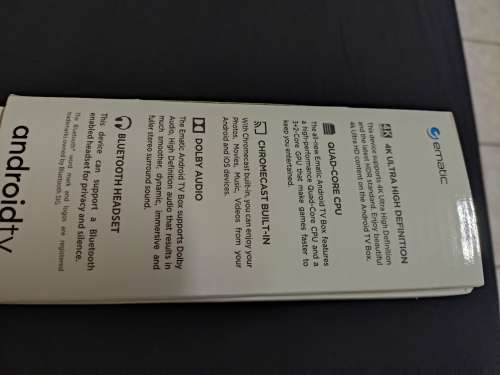 ematic
4K 4K ULTRA HIGH DEFINITION
This device supports 4K Ultra High Definition
and the latest HDR standard. Enjoy beautiful
4K Ultra HD content on the Android TV Box.
QUAD-CORE CPU
The all-new Ematic Android TV Box features
a high-performance Quad-Core CPU and a
3+2-Core GPU that make games faster to
keep you entertained.
CHROMECAST BUILT-IN
With Chromecast built-in, you can enjoy your
Photos, Movies, Music, Videos from your
Android and iOS devices.
DOLBY AUDIO
The Ematic Android TV Box supports Dolby
Audio, High Definition audio that results in
much smoother, dynamic, immersive and
fuller stereo surround sound.
BLUETOOTH HEADSET
This device can support a Bluetooth
enabled headset for privacy and silence.
The Bluetooth® word mark and logos are registered
trademarks owned by Bluetooth SIG
androidtv